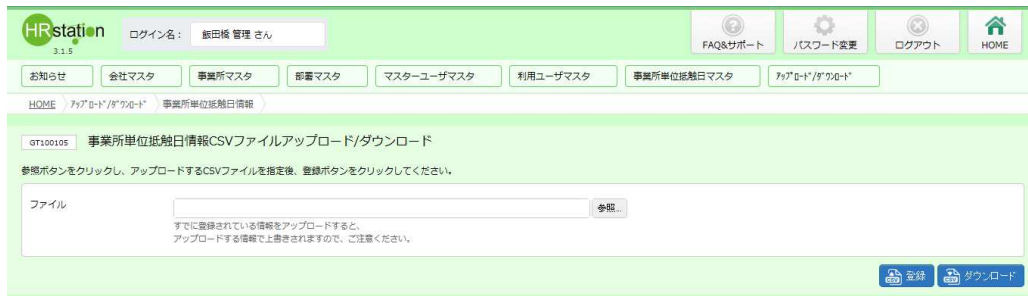 HRstation
3.1.5
ログイン名： 飯田橋 管理 さん
FAQ&サポート
パスワード変更
ログアウト
HOME
お知らせ
会社マスタ
事業所マスタ
部署マスタ
マスターユーザマスタ
利用ユーザマスタ
事業所単位抵触日マスタ
ｱｯﾌﾟﾛｰﾄﾞ/ﾀﾞｳﾝﾛｰﾄﾞ
HOME 〉 ｱｯﾌﾟﾛｰﾄﾞ/ﾀﾞｳﾝﾛｰﾄﾞ 〉 事業所単位抵触日情報 〉
GT100105 事業所単位抵触日情報CSVファイルアップロード/ダウンロード
参照ボタンをクリックし、アップロードするCSVファイルを指定後、登録ボタンをクリックしてください。
ファイル
参照...
すでに登録されている情報をアップロードすると、
アップロードする情報で上書きされますので、ご注意ください。
CSV 登録
CSV ダウンロード